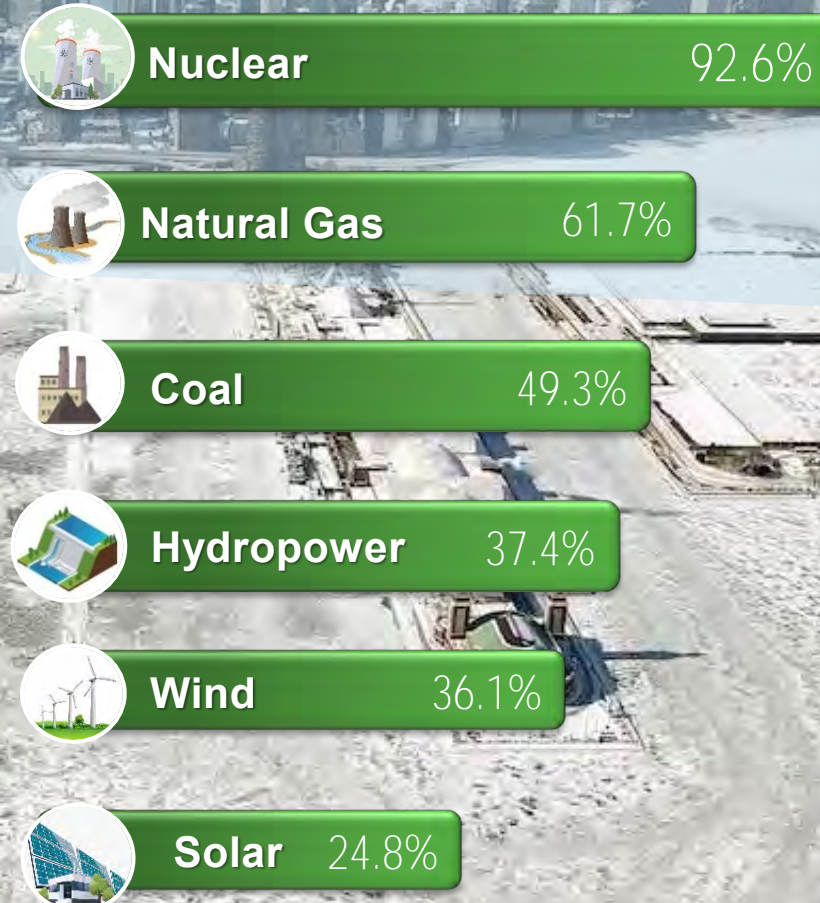 Nuclear 92.6%
Natural Gas 61.7%
Coal 49.3%
Hydropower 37.4%
Wind 36.1%
Solar 24.8%